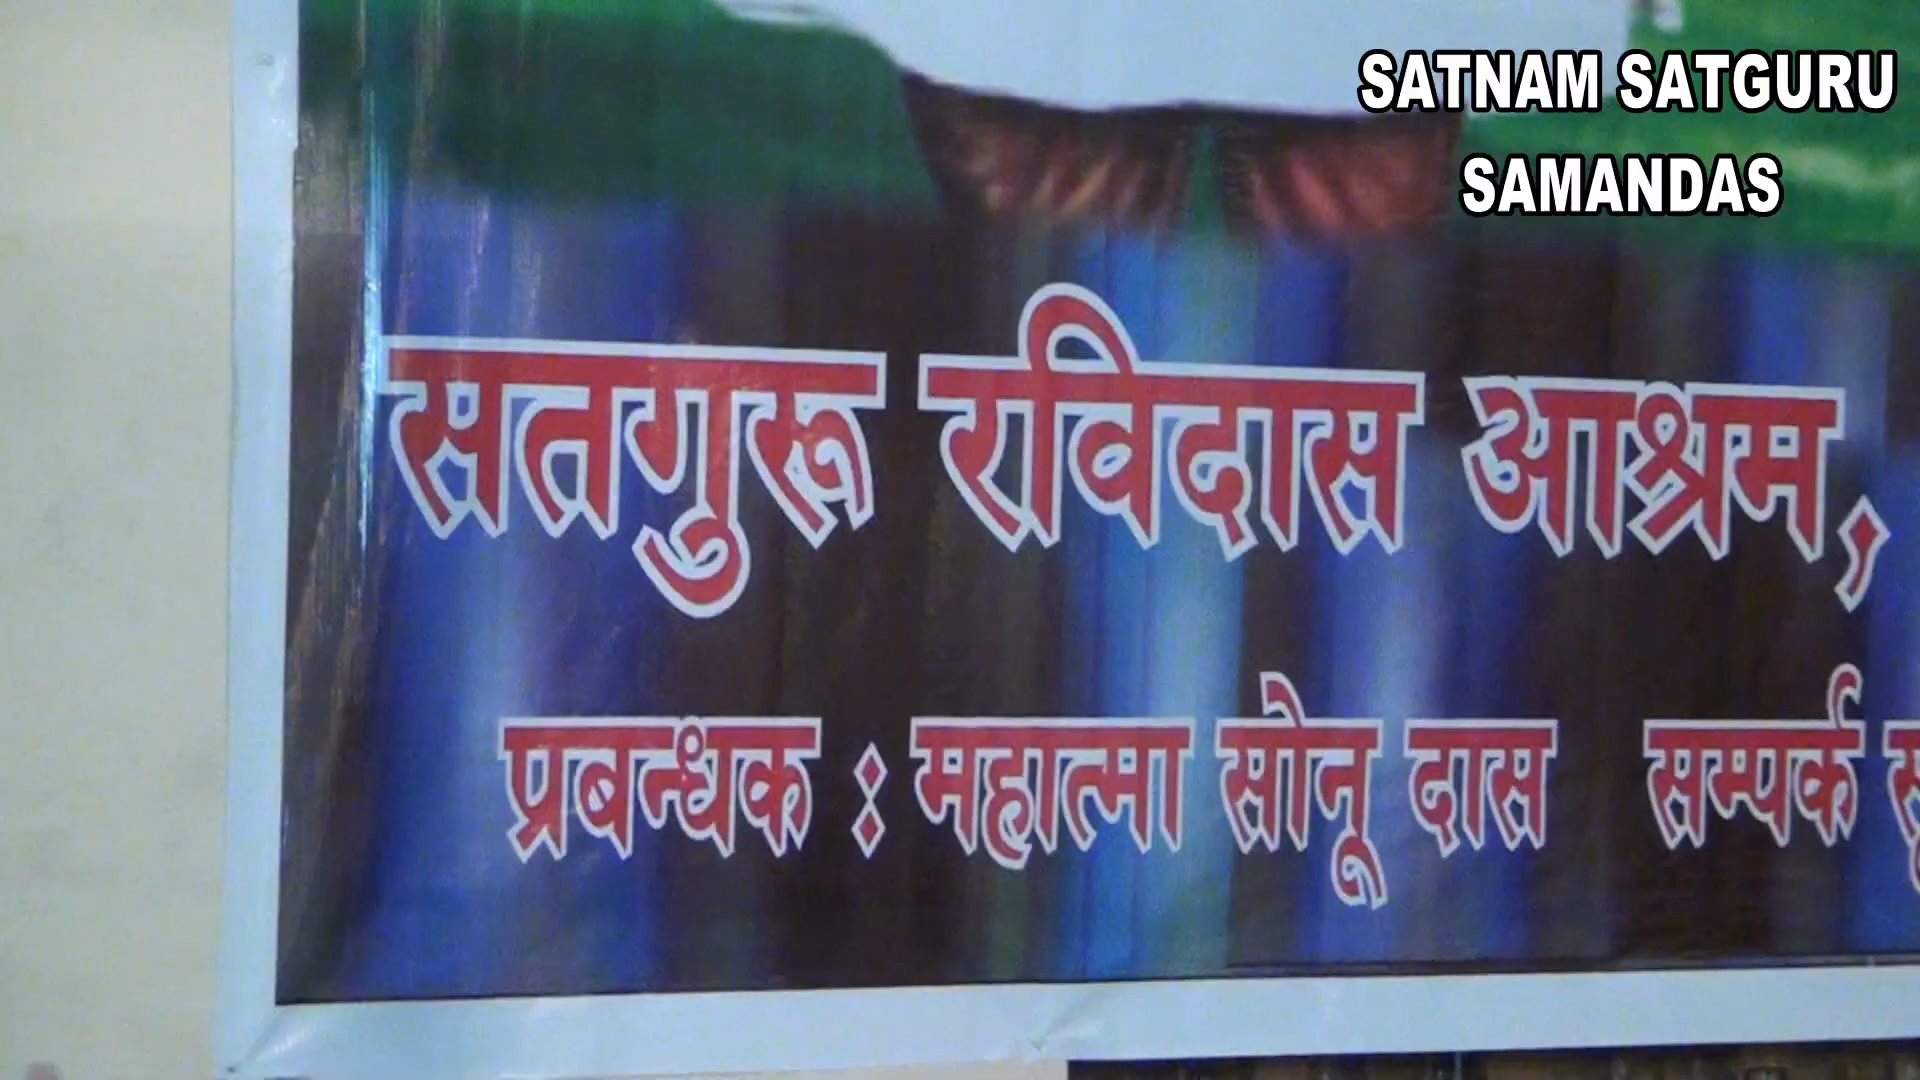 SATNAM SATGURU
SAMANDAS
सतगुरू रविदास आश्रम,
प्रबन्धक : महात्मा सोनू दास सम्पर्क